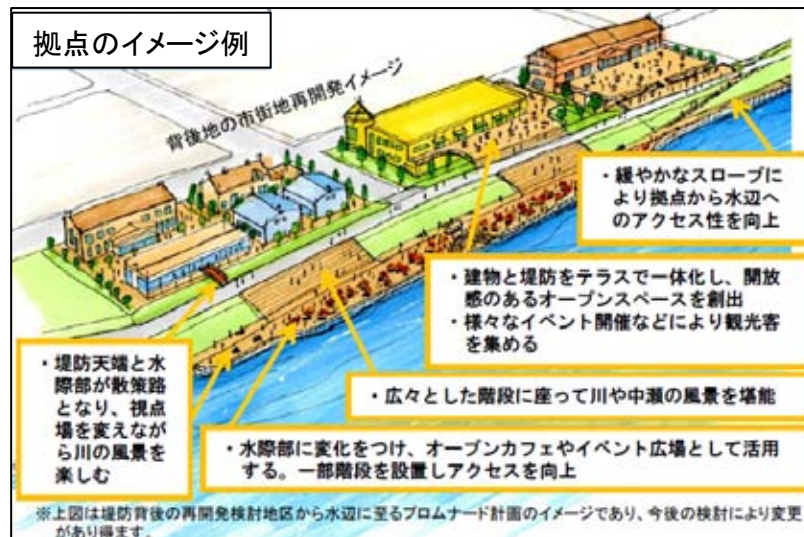 拠点のイメージ例
背後地の市街地再開発イメージ
・緩やかなスロープに
より拠点から水辺へ
のアクセス性を向上
・建物と堤防をテラスで一体化し、開放
感のあるオープンスペースを創出
・様々なイベント開催などにより観光客
を集める
・広々とした階段に座って川や中瀬の風景を堪能
・堤防天端と水
際部が散策路
となり、視点
場を変えなが
ら川の風景を
楽しむ
・水際部に変化をつけ、オープンカフェやイベント広場として活用
する。一部階段を設置しアクセスを向上
※上図は堤防背後の再開発検討地区から水辺に至るプロムナード計画のイメージであり、今後の検討により変更
があり得ます。